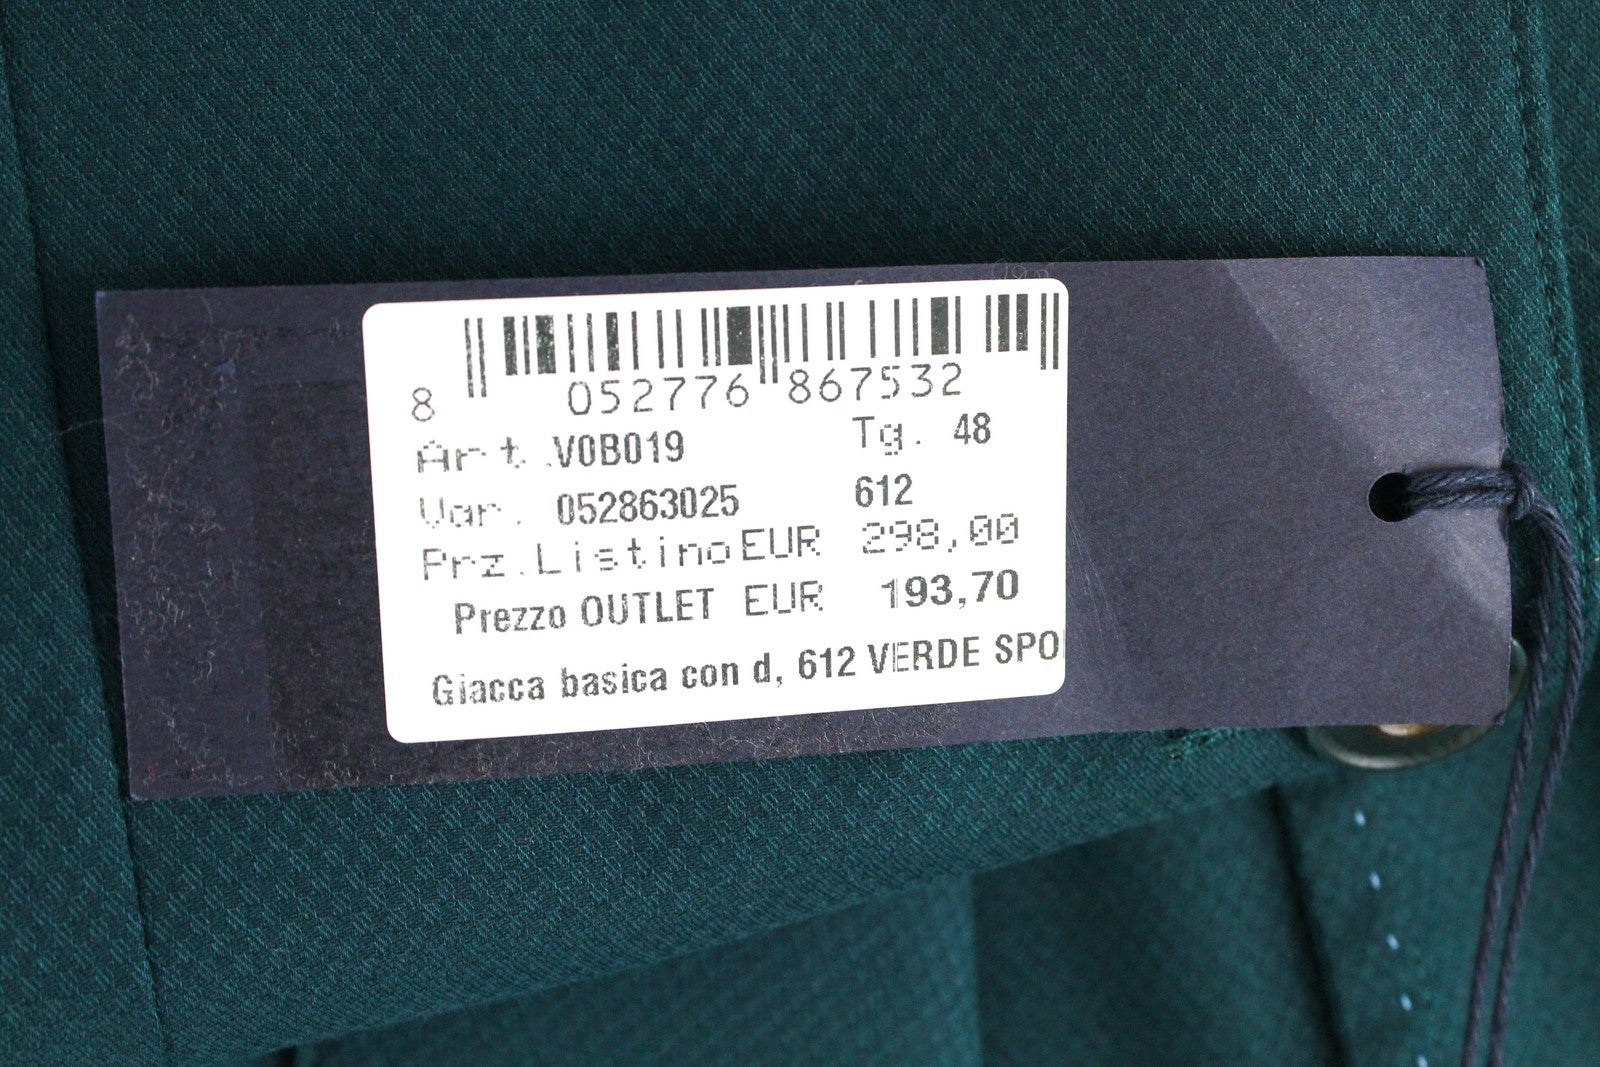 8 052776 867532
Art.V0B019 Tg. 48
Var. 052863025 612
Prz.Listino EUR 298,00
Prezzo OUTLET EUR 193,70
Giacca basica con d, 612 VERDE SPO